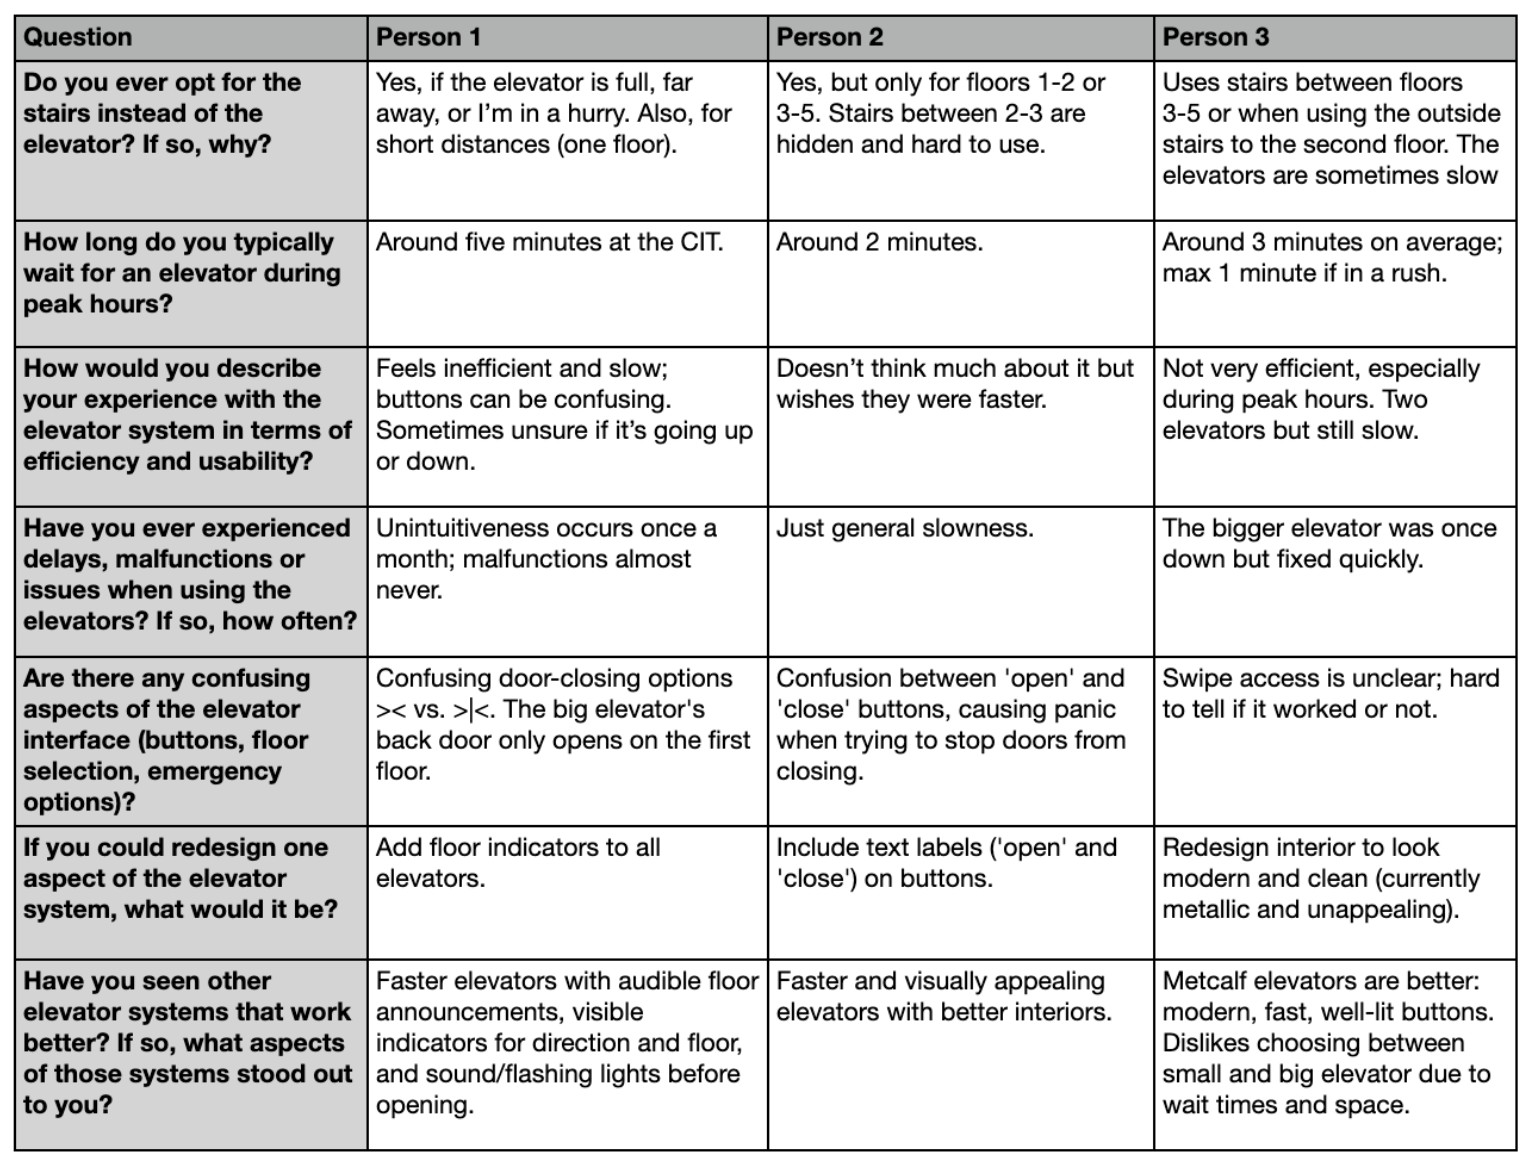 Question
Person 1
Person 2
Person 3
Do you ever opt for the
stairs instead of the
elevator? If so, why?
Yes, if the elevator is full, far
away, or I'm in a hurry. Also, for
short distances (one floor).
Yes, but only for floors 1-2 or
3-5. Stairs between 2-3 are
hidden and hard to use.
Uses stairs between floors
3-5 or when using the outside
stairs to the second floor. The
elevators are sometimes slow
How long do you typically
wait for an elevator during
peak hours?
Around five minutes at the CIT.
Around 2 minutes.
Around 3 minutes on average;
max 1 minute if in a rush.
How would you describe
your experience with the
elevator system in terms of
efficiency and usability?
Feels inefficient and slow;
buttons can be confusing.
Sometimes unsure if it’s going up
or down.
Doesn’t think much about it but
wishes they were faster.
Not very efficient, especially
during peak hours. Two
elevators but still slow.
Have you ever experienced
delays, malfunctions or
issues when using the
elevators? If so, how often?
Unintuitiveness occurs once a
month; malfunctions almost
never.
Just general slowness.
The bigger elevator was once
down but fixed quickly.
Are there any confusing
aspects of the elevator
interface (buttons, floor
selection, emergency
options)?
Confusing door-closing options
>< vs. >|<. The big elevator's
back door only opens on the first
floor.
Confusion between 'open' and
'close' buttons, causing panic
when trying to stop doors from
closing.
Swipe access is unclear; hard
to tell if it worked or not.
If you could redesign one
aspect of the elevator
system, what would it be?
Add floor indicators to all
elevators.
Include text labels ('open' and
'close') on buttons.
Redesign interior to look
modern and clean (currently
metallic and unappealing).
Have you seen other
elevator systems that work
better? If so, what aspects
of those systems stood out
to you?
Faster elevators with audible floor
announcements, visible
indicators for direction and floor,
and sound/flashing lights before
opening.
Faster and visually appealing
elevators with better interiors.
Metcalf elevators are better:
modern, fast, well-lit buttons.
Dislikes choosing between
small and big elevator due to
wait times and space.